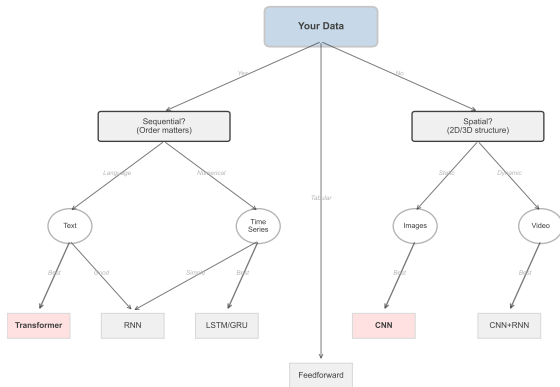 Your Data
Yes
No
Sequential?
(Order matters)
Spatial?
(2D/3D structure)
Language
Numerical
Static
Dynamic
Tabular
Text
Time
Series
Images
Video
Best
Good
Simple
Best
Best
Best
Transformer
RNN
LSTM/GRU
CNN
CNN+RNN
Feedforward